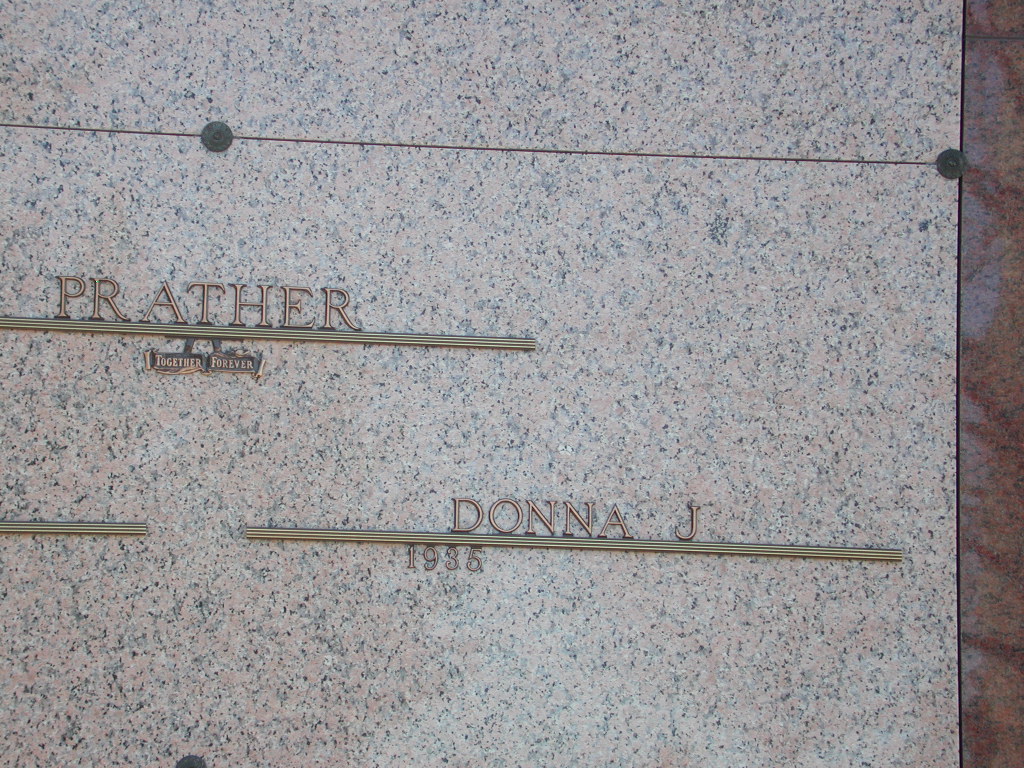 PRATHER
TOGETHER FOREVER
DONNA J
1935